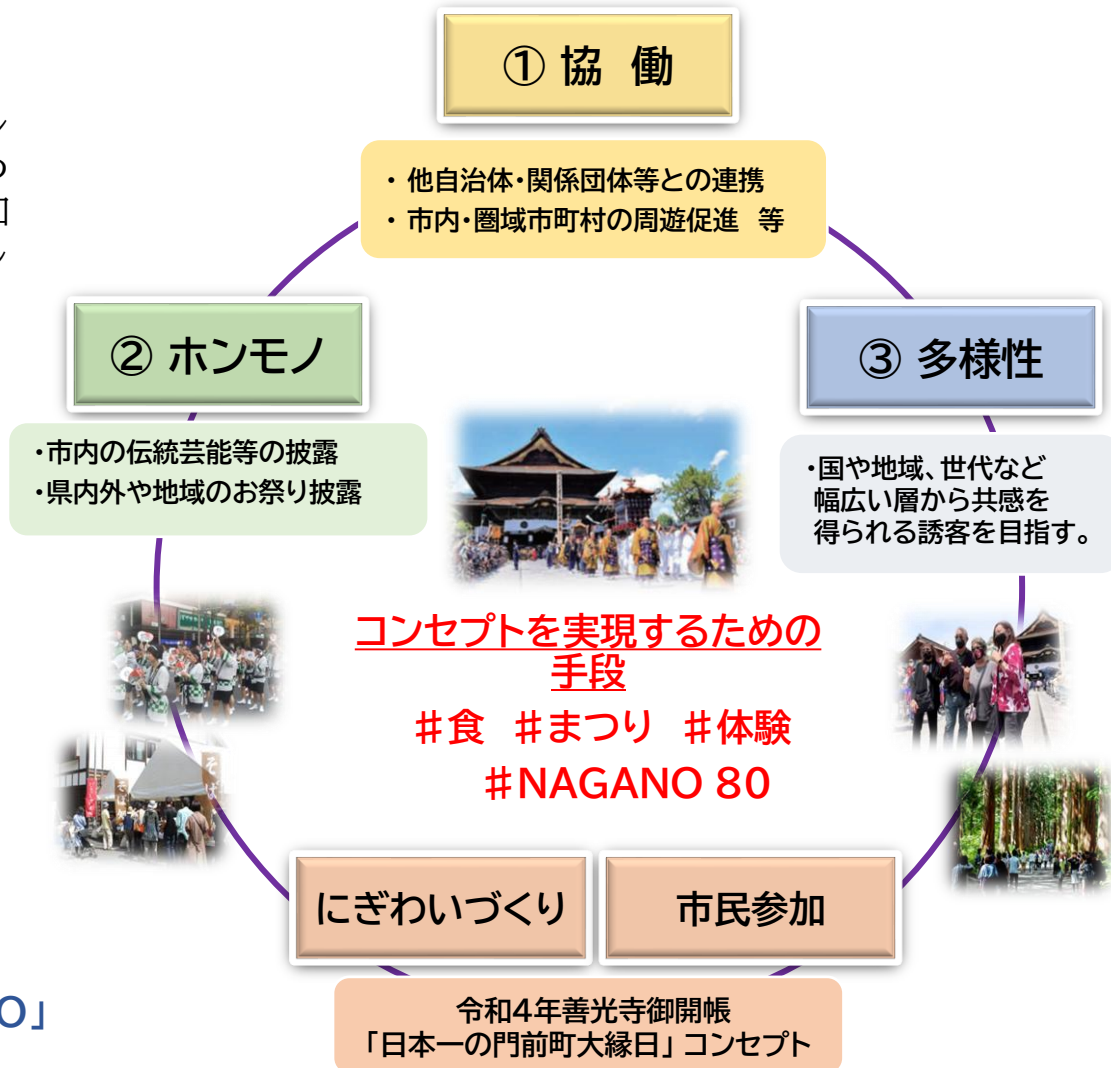 ① 協 働
・ 他自治体・関係団体等との連携
・ 市内・圏域市町村の周遊促進 等
② ホンモノ
・市内の伝統芸能等の披露
・県内外や地域のお祭り披露
③ 多様性
・国や地域、世代など
幅広い層から共感を
得られる誘客を目指す。
コンセプトを実現するための
手段
#食 #まつり #体験
#NAGANO 80
そば
にぎわいづくり
市民参加
令和4年善光寺御開帳
「日本一の門前町大縁日」 コンセプト
O」